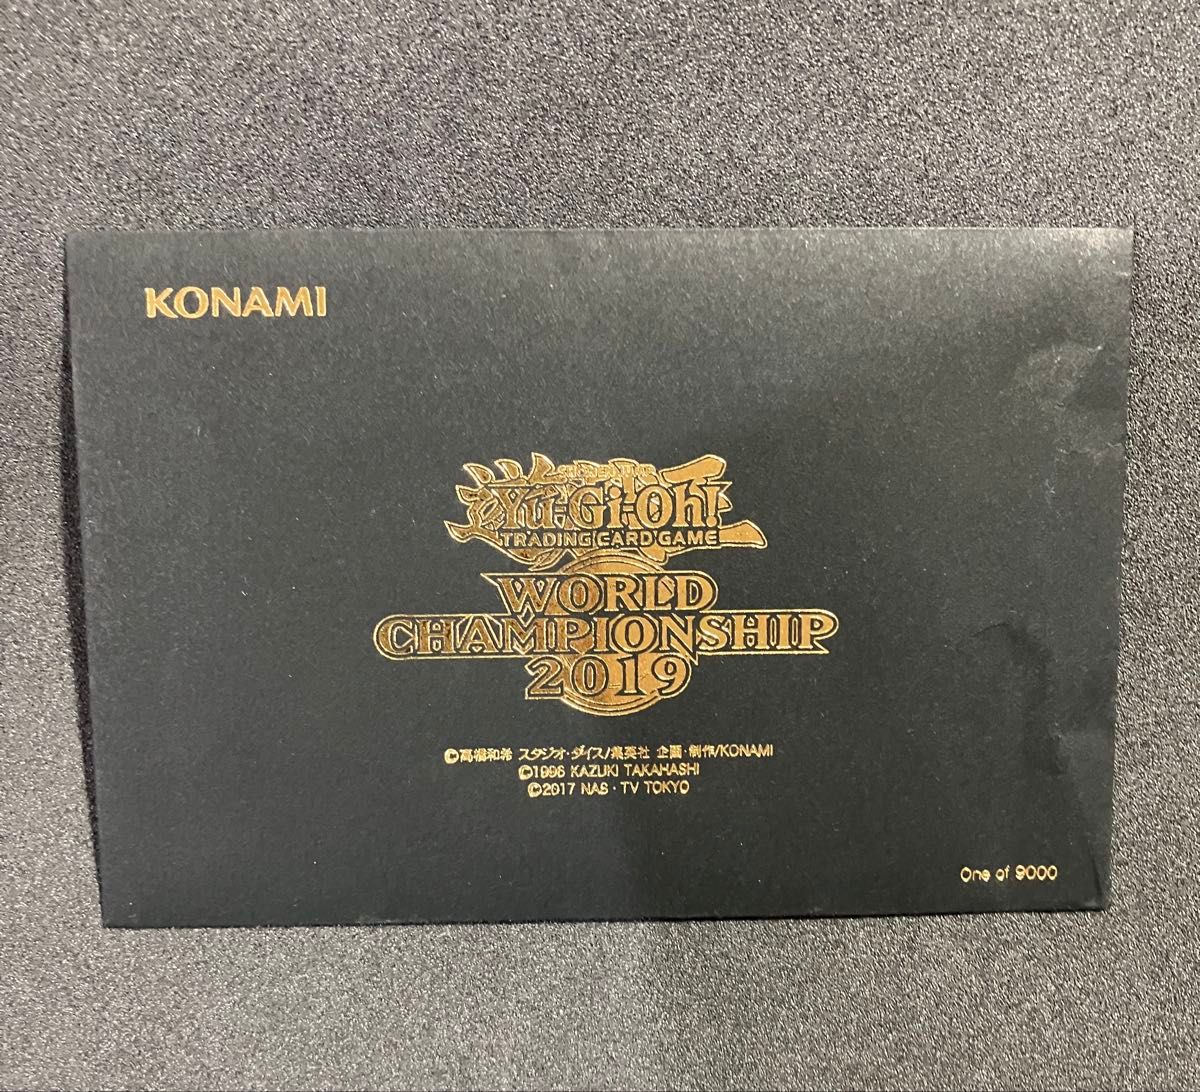 KONAMI
Yu-Gi-Oh!
TRADING CARD GAME
WORLD
CHAMPIONSHIP
2019
©高橋和希 スタジオ・ダイス/集英社 企画・制作/KONAMI
©1996 KAZUKI TAKAHASHI
©2017 NAS・TV TOKYO
One of 9000